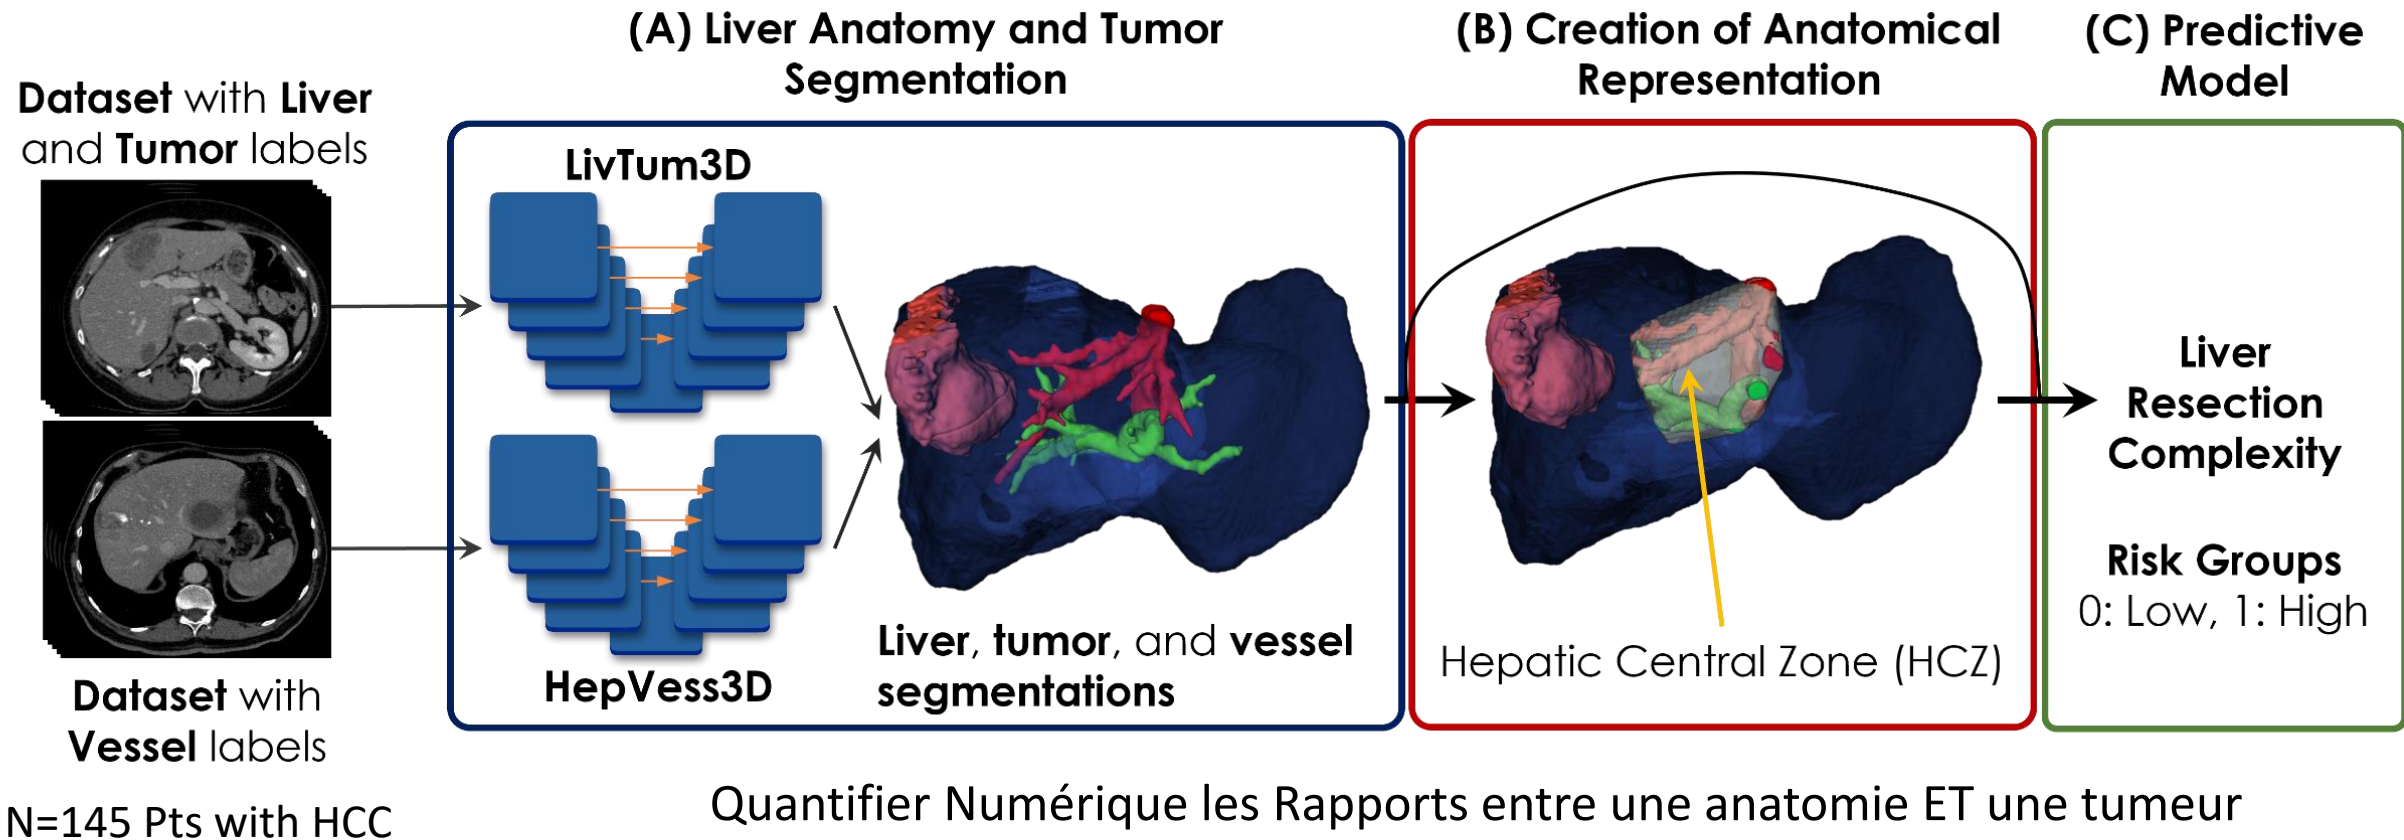 Dataset with Liver
and Tumor labels
Dataset with
Vessel labels
N=145 Pts with HCC
(A) Liver Anatomy and Tumor
Segmentation
LivTum3D
HepVess3D
Liver, tumor, and vessel
segmentations
(B) Creation of Anatomical
Representation
Hepatic Central Zone (HCZ)
(C) Predictive
Model
Liver
Resection
Complexity
Risk Groups
0: Low, 1: High
Quantifier Numérique les Rapports entre une anatomie ET une tumeur